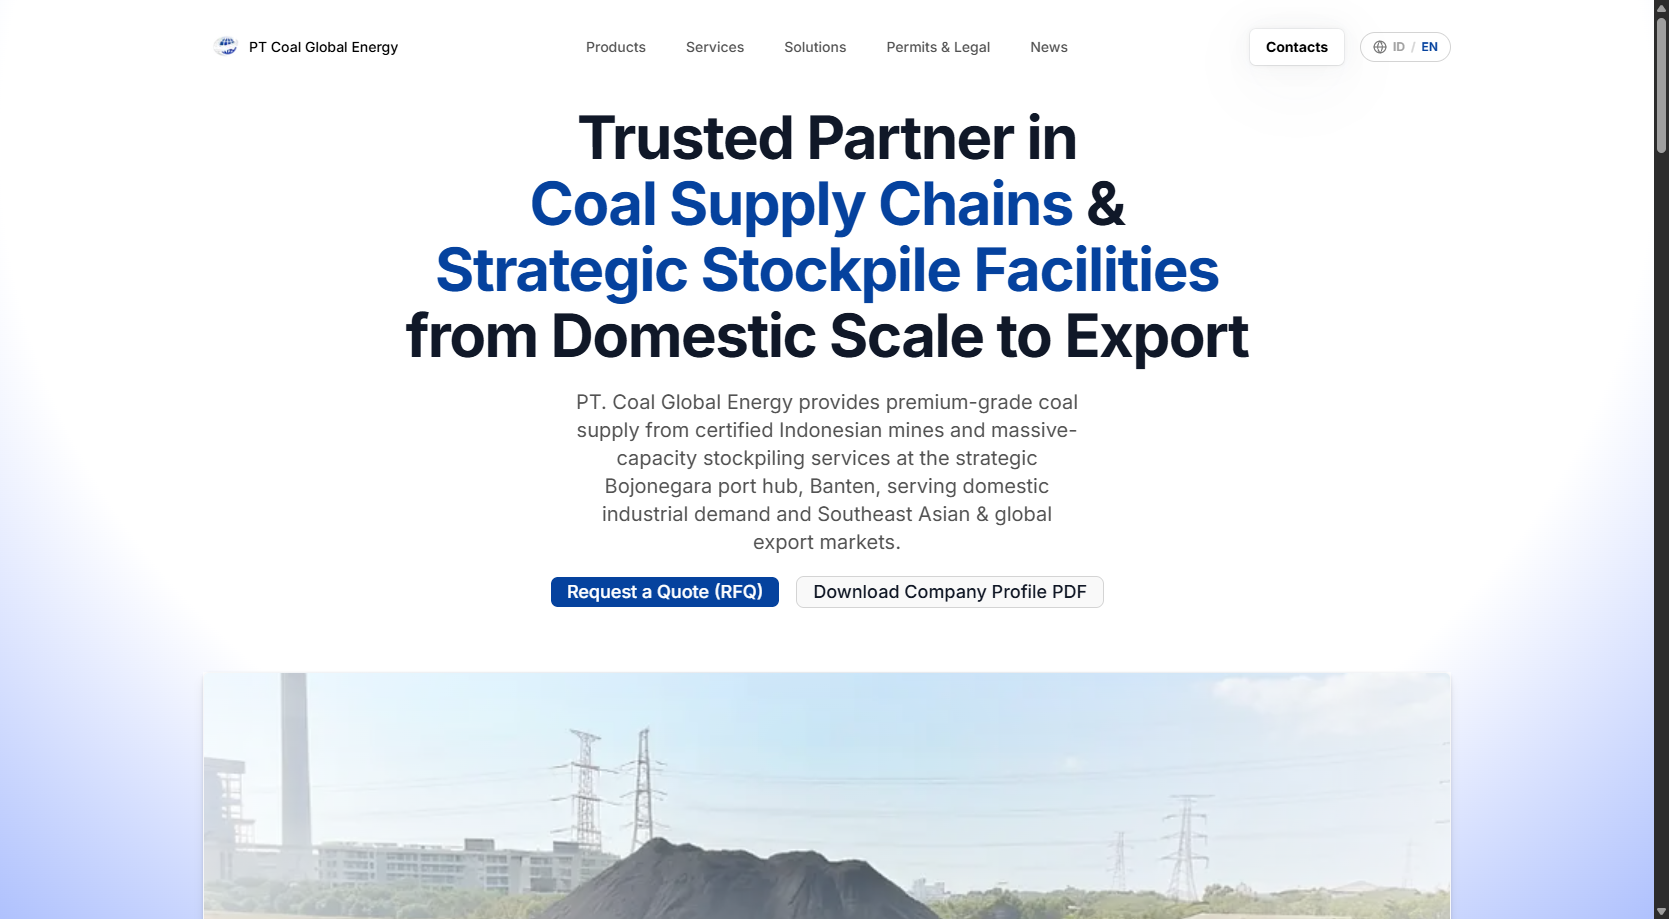 PT Coal Global Energy
Products
Services
Solutions
Permits & Legal
News
Contacts
ID / EN
Trusted Partner in
Coal Supply Chains &
Strategic Stockpile Facilities
from Domestic Scale to Export
PT. Coal Global Energy provides premium-grade coal
supply from certified Indonesian mines and massive-
capacity stockpiling services at the strategic
Bojonegara port hub, Banten, serving domestic
industrial demand and Southeast Asian & global
export markets.
Request a Quote (RFQ)
Download Company Profile PDF